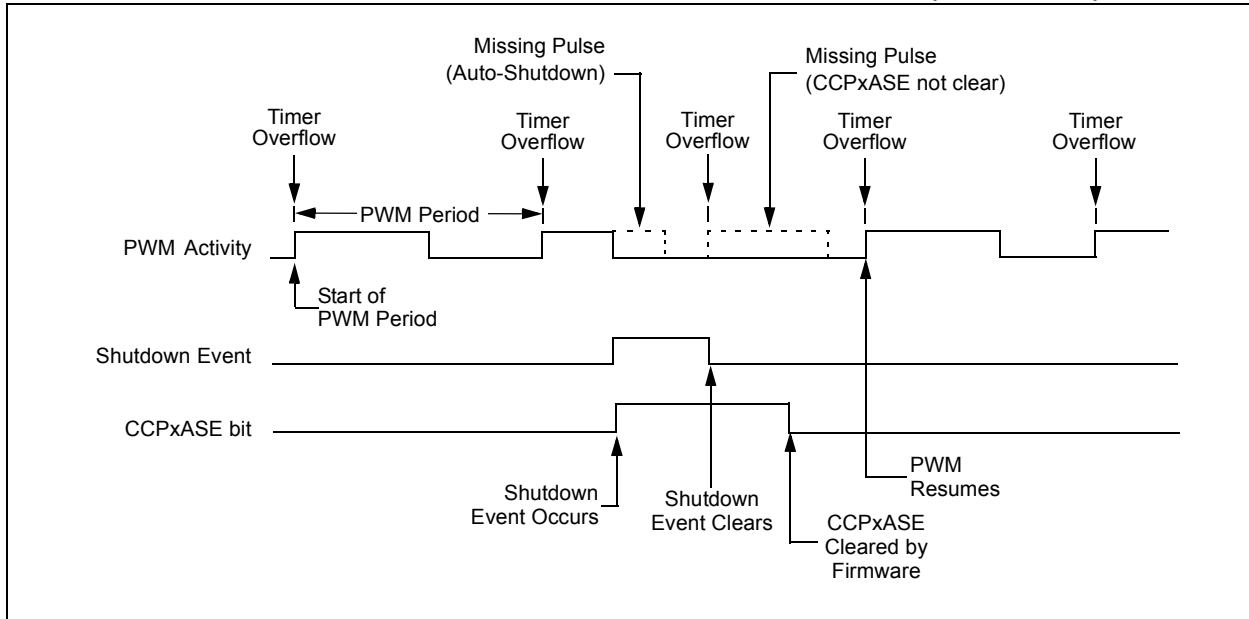 Missing Pulse
(Auto-Shutdown)
Missing Pulse
(CCPxASE not clear)
Timer
Overflow
Timer
Overflow
Timer
Overflow
Timer
Overflow
Timer
Overflow
PWM Period
PWM Activity
Start of
PWM Period
Shutdown Event
CCPxASE bit
Shutdown
Event Occurs
Shutdown
Event Clears
CCPxASE
Cleared by
Firmware
PWM
Resumes